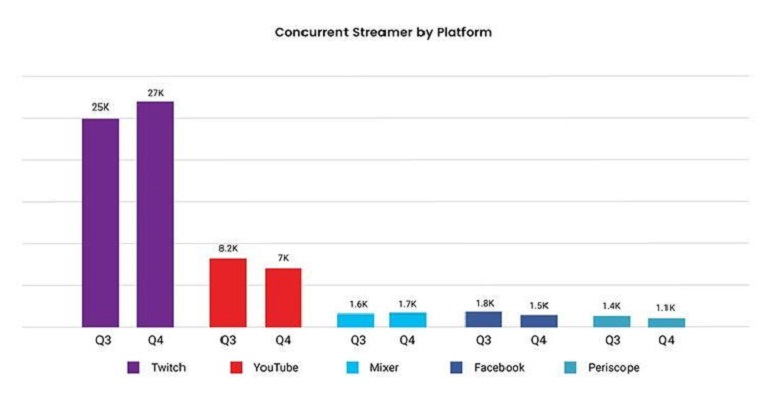 Concurrent Streamer by Platform
25K
27K
8.2K
7K
1.6K
1.7K
1.8K
1.5K
1.4K
1.1K
Q3 Q4 Q3 Q4 Q3 Q4 Q3 Q4 Q3 Q4
Twitch YouTube Mixer Facebook Periscope